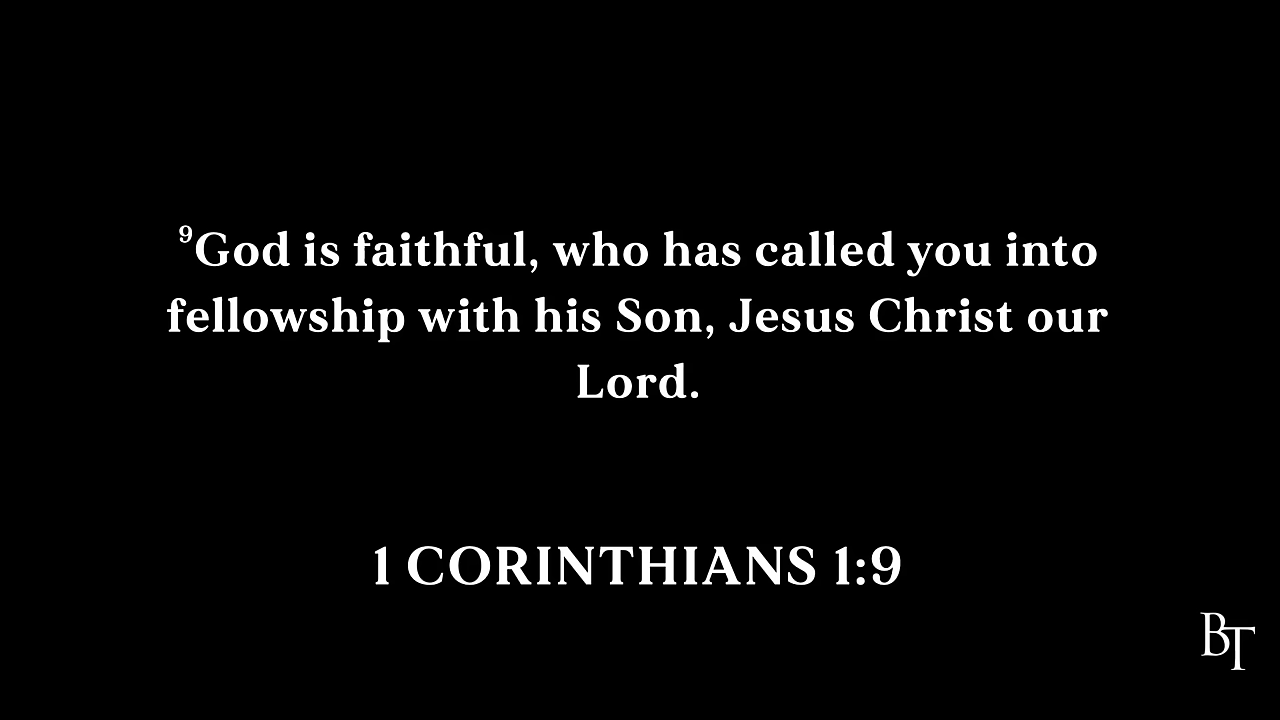 ⁹God is faithful, who has called you into
fellowship with his Son, Jesus Christ our
Lord.
1 CORINTHIANS 1:9
BT